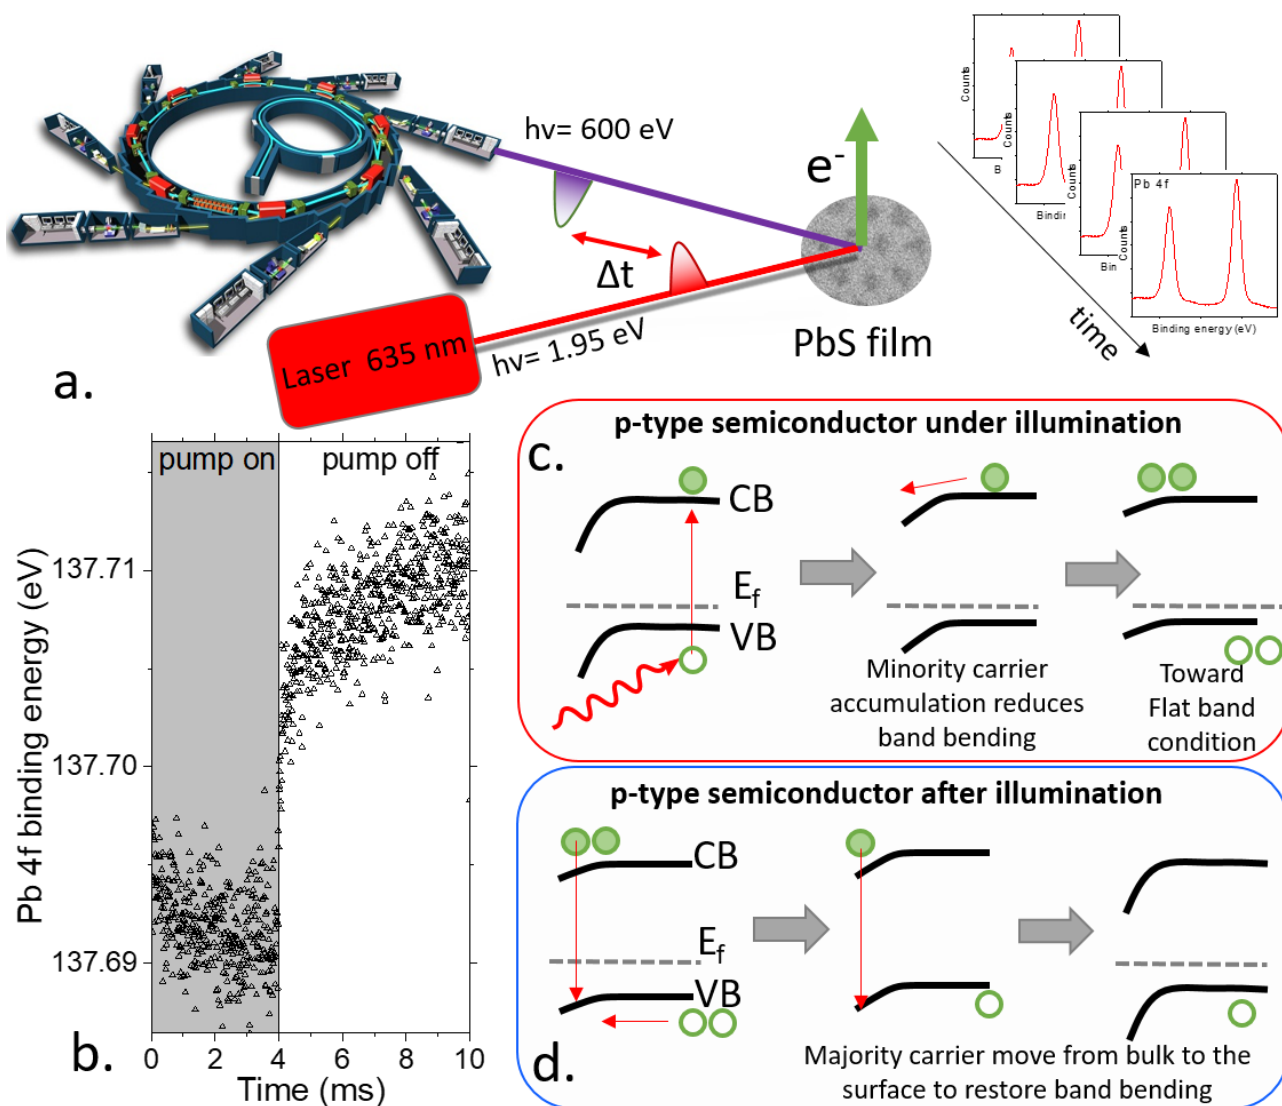 hν= 600 eV
e-
Δt
Laser 635 nm
hν= 1.95 eV
PbS film
Counts
B
Counts
Bindin
Counts
Bin
Pb 4f
Counts
Binding energy (eV)
time
a.
pump on
pump off
137.71
137.70
137.69
Pb 4f binding energy (eV)
0
2
4
6
8
10
Time (ms)
b.
p-type semiconductor under illumination
c.
CB
Ef
VB
Minority carrier
accumulation reduces
band bending
Toward
Flat band
condition
p-type semiconductor after illumination
CB
Ef
VB
d.
Majority carrier move from bulk to the
surface to restore band bending